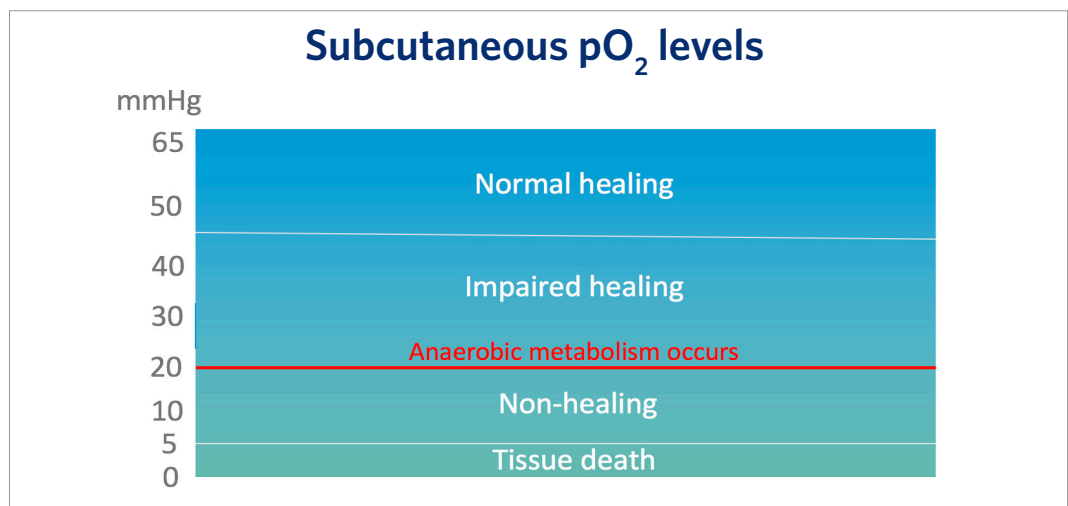 Subcutaneous pO₂ levels
mmHg
65
Normal healing
50
40
Impaired healing
30
Anaerobic metabolism occurs
20
Non-healing
10
5
Tissue death
0